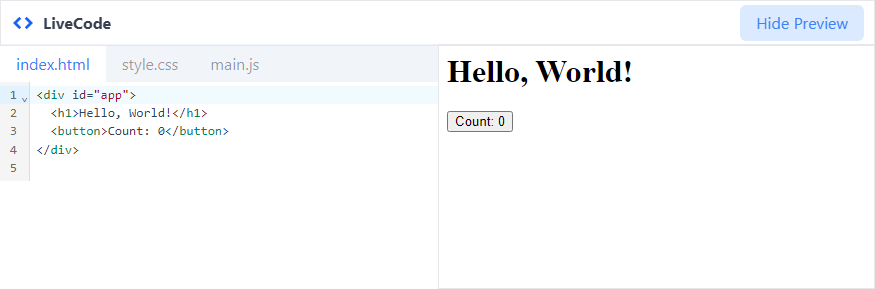 LiveCode
Hide Preview
index.html style.css main.js
1 <div id="app">
2 <h1>Hello, World!</h1>
3 <button>Count: 0</button>
4 </div>
5
Hello, World!
Count: 0